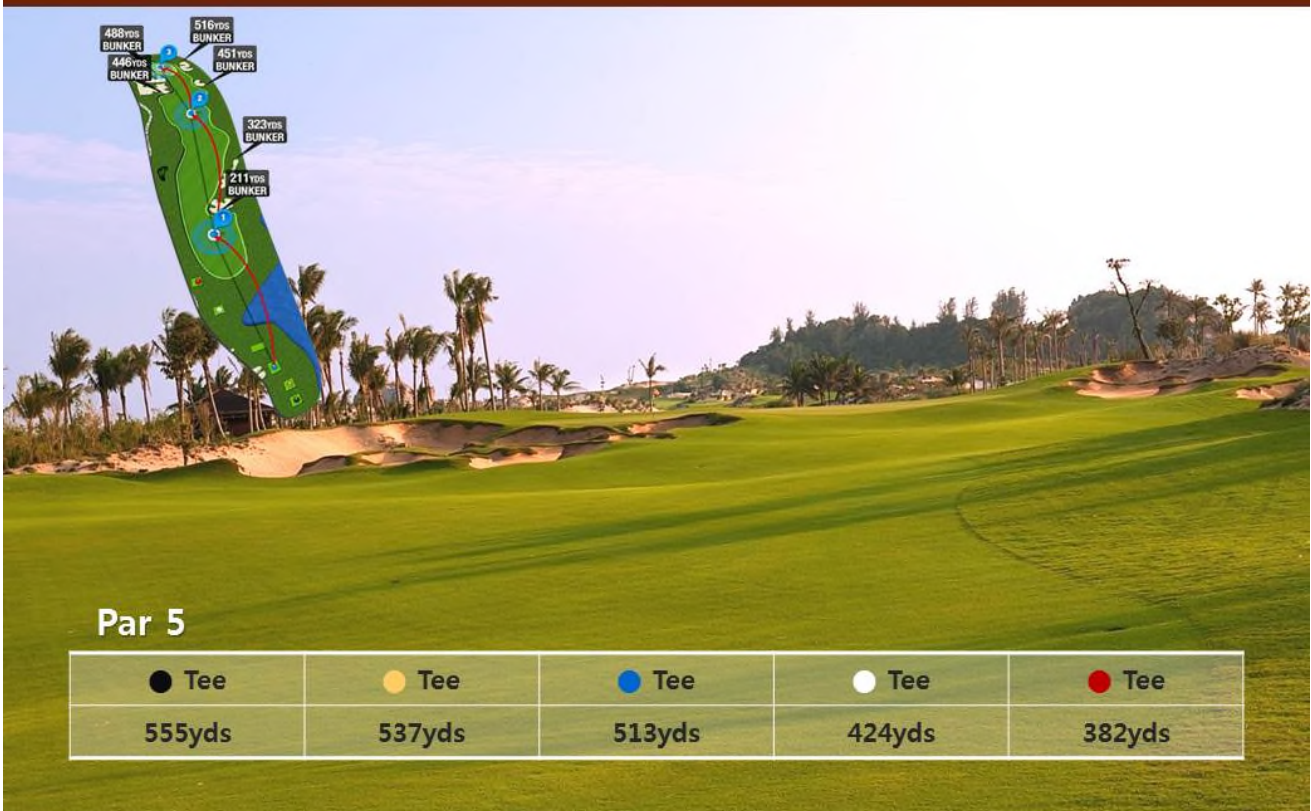 516YDS
BUNKER
488YDS
BUNKER
451YDS
BUNKER
446YDS
BUNKER
3
2
323YDS
BUNKER
211YDS
BUNKER
1
Par 5
Tee Tee Tee Tee Tee
555yds 537yds 513yds 424yds 382yds